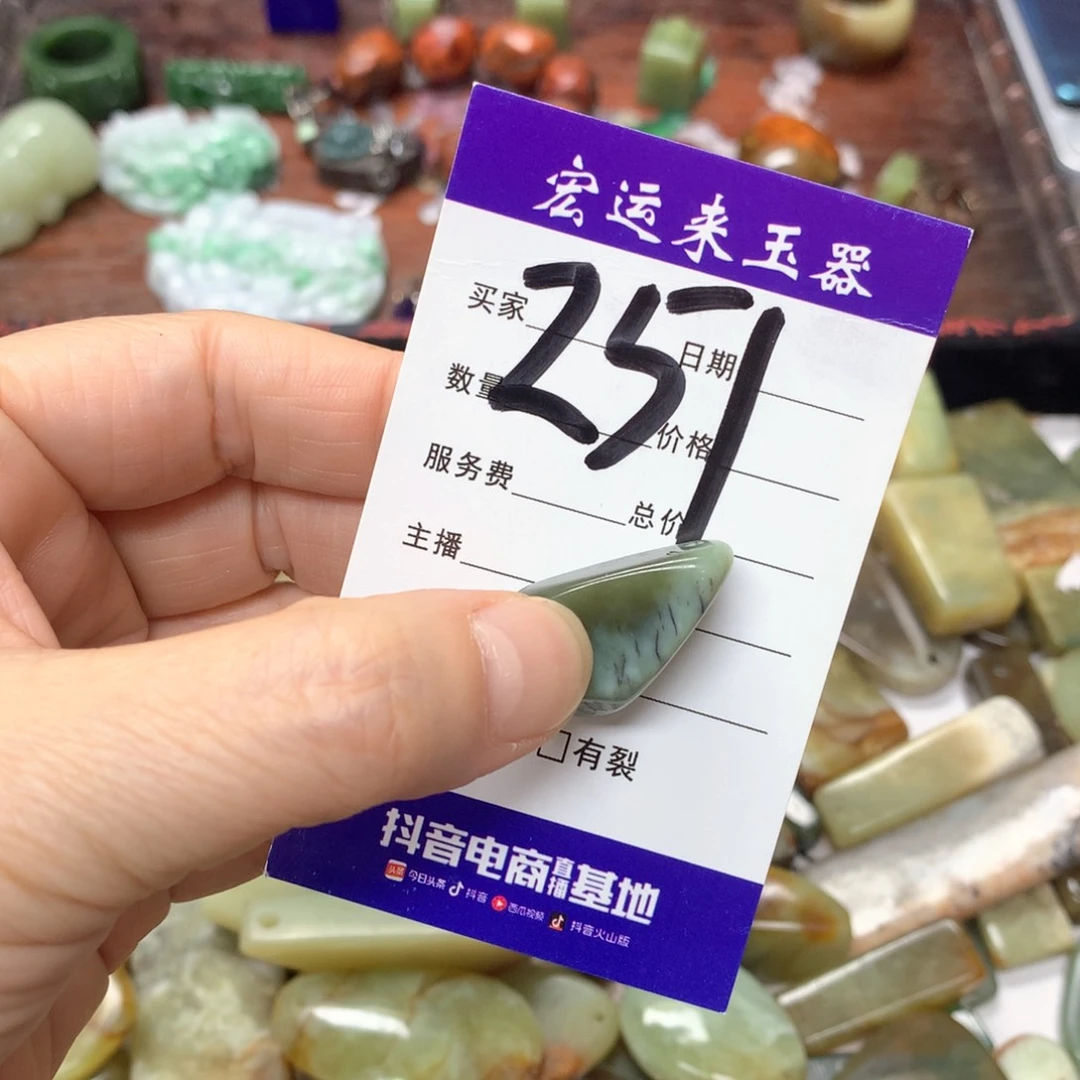 宏运来玉器
251
买家 日期
数量 价格
服务费 总价
主播
有裂
抖音电商直播基地
头条 今日头条 抖音 西瓜视频 抖音火山版